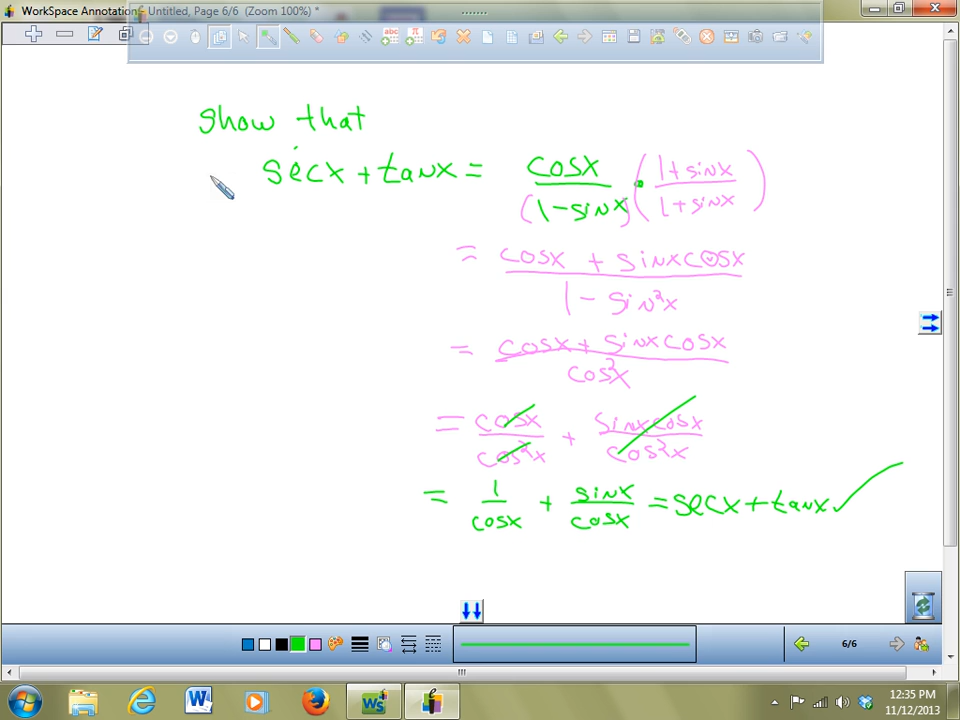 WorkSpace Annotation
Untitled, Page 6/6 (Zoom 100%) *
abc
show that
secx + tanx = cosx / (1 - sinx) · (1 + sinx / 1 + sinx)
= cosx + sinxcosx / 1 - sin²x
= cosx + sinxcosx / cos²x
= cosx / cos²x + sinxcosx / cos²x
= 1 / cosx + sinx / cosx = secx + tanx ✓
6/6
WS
12:35 PM
11/12/2013